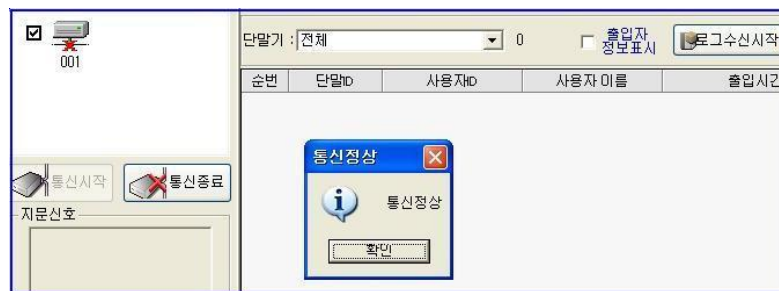 001
단말기 : 전체 0 출입자 정보표시 로그수신시작
순번 단말ID 사용자ID 사용자 이름 출입시간
통신정상
통신정상
확인
통신시작 통신종료
지문신호